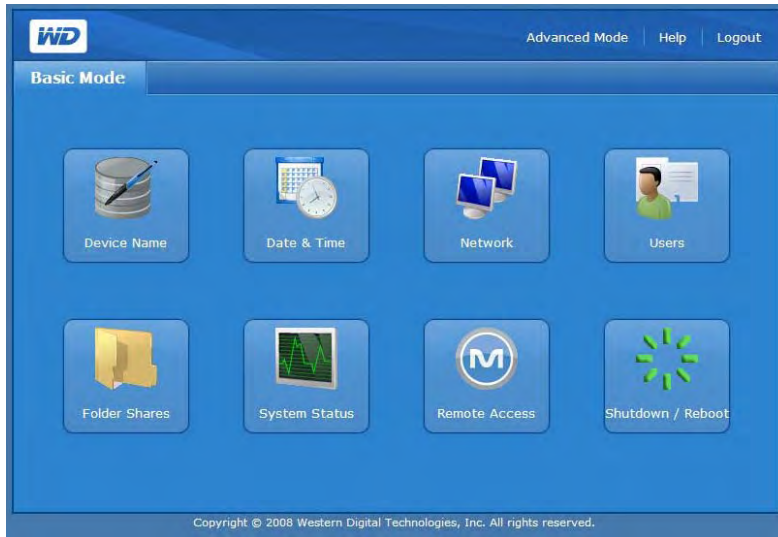 WD
Advanced Mode
Help
Logout
Basic Mode
Device Name
Date & Time
Network
Users
Folder Shares
System Status
Remote Access
Shutdown / Reboot
Copyright © 2008 Western Digital Technologies, Inc. All rights reserved.